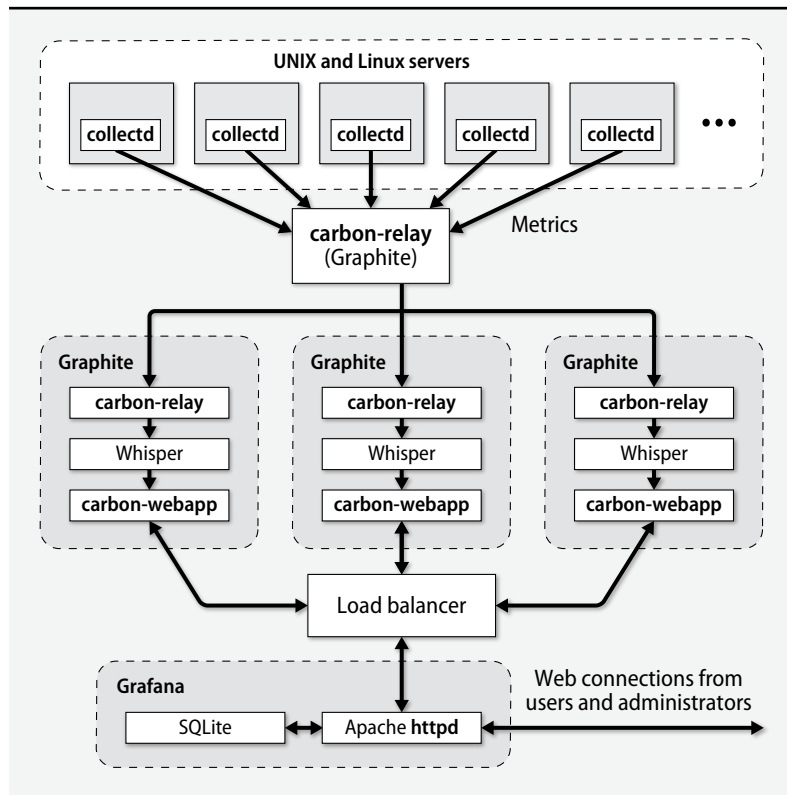 UNIX and Linux servers
collectd
collectd
collectd
collectd
collectd
...
carbon-relay
(Graphite)
Metrics
Graphite
carbon-relay
Whisper
carbon-webapp
Graphite
carbon-relay
Whisper
carbon-webapp
Graphite
carbon-relay
Whisper
carbon-webapp
Load balancer
Grafana
SQLite
Apache httpd
Web connections from
users and administrators